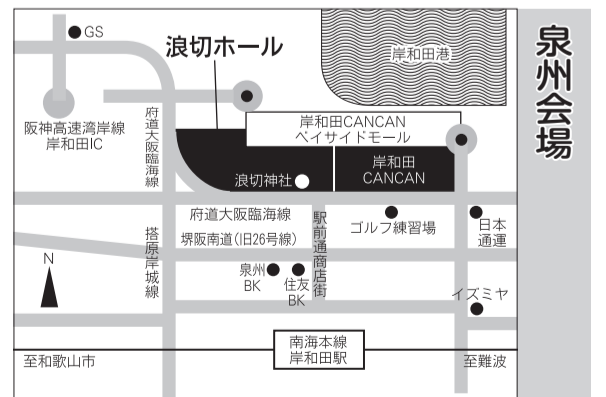 泉州会場
GS
浪切ホール
岸和田港
阪神高速湾岸線
岸和田IC
府道大阪臨海線
岸和田CANCAN
ベイサイドモール
岸和田
CANCAN
浪切神社
府道大阪臨海線
駅前通商店街
ゴルフ練習場
日本
通運
堺阪南道(旧26号線)
塔原岸城線
泉州
BK
住友
BK
N
イズミヤ
南海本線
岸和田駅
至和歌山市
至難波